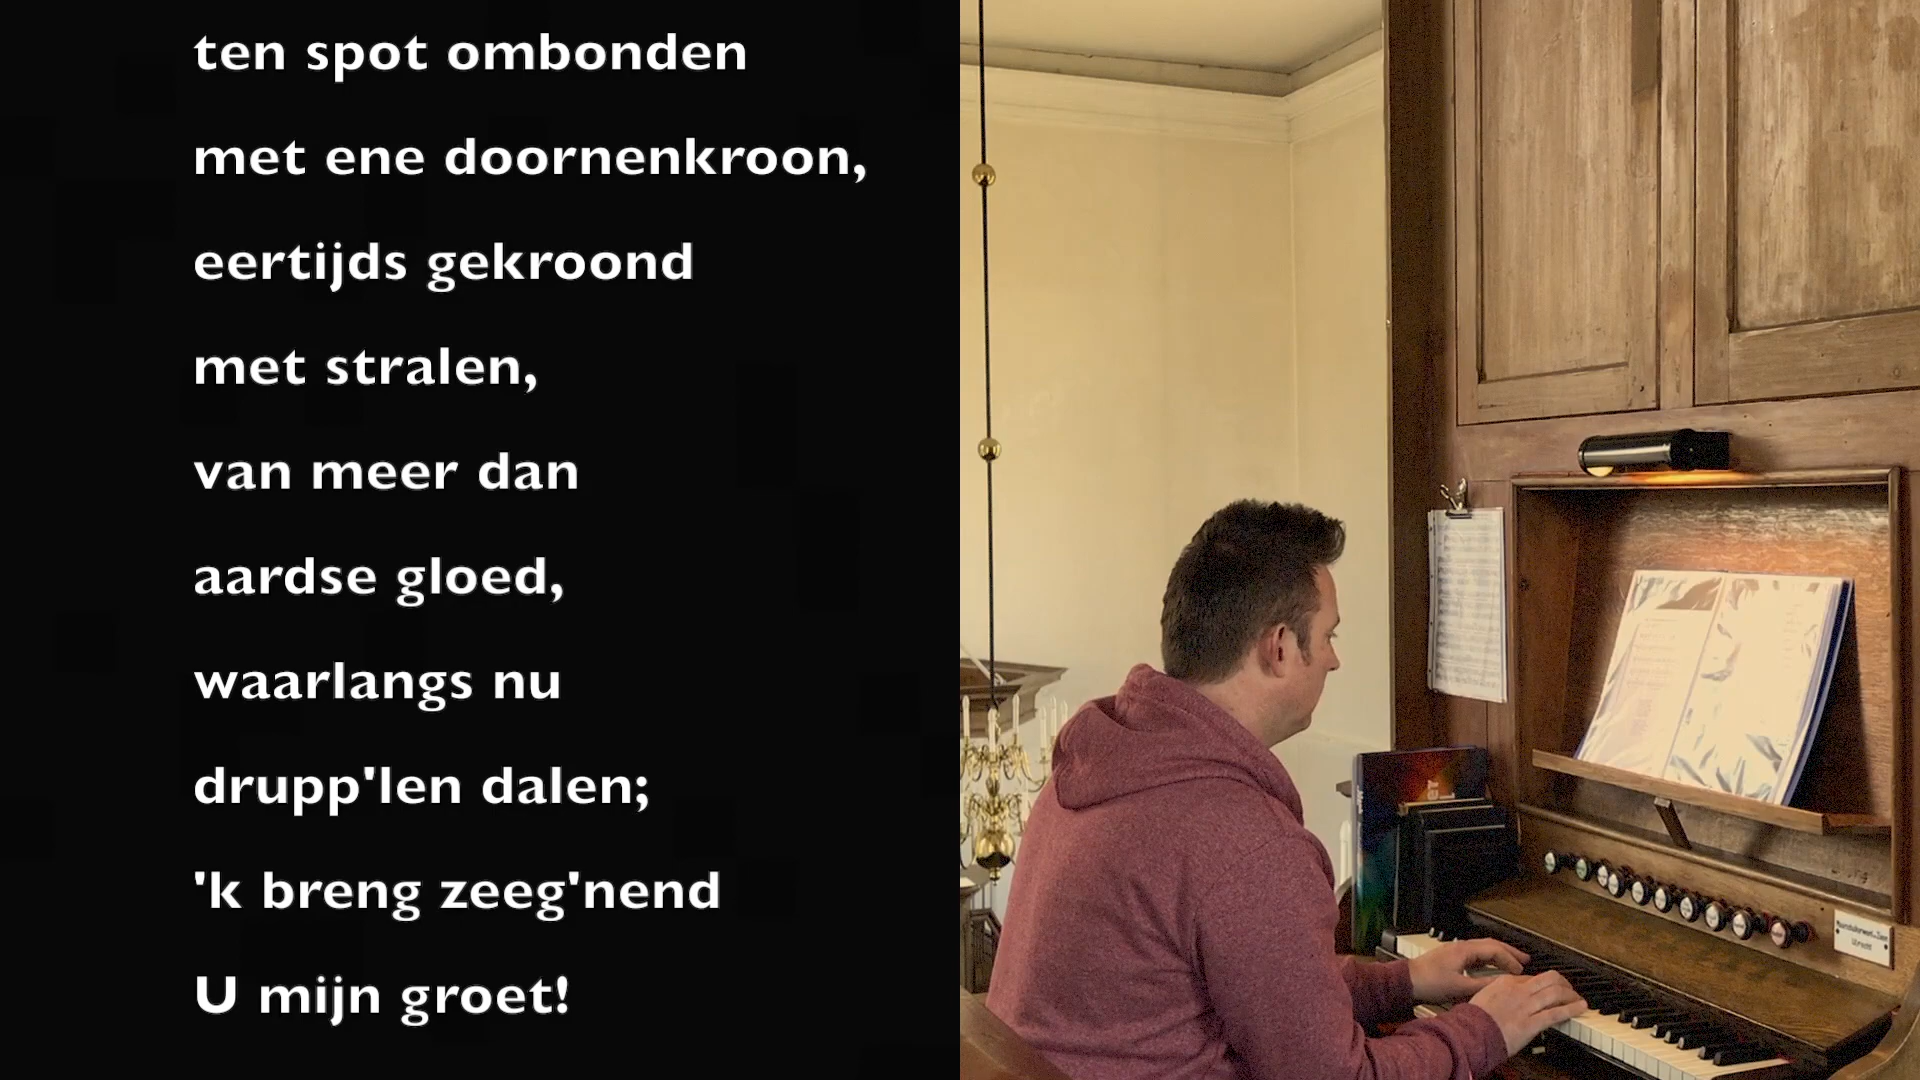 ten spot ombonden
met ene doornenkroon,
eertijds gekroond
met stralen,
van meer dan
aardse gloed,
waarlangs nu
drupp'len dalen;
'k breng zeeg'nend
U mijn groet!
Utrecht